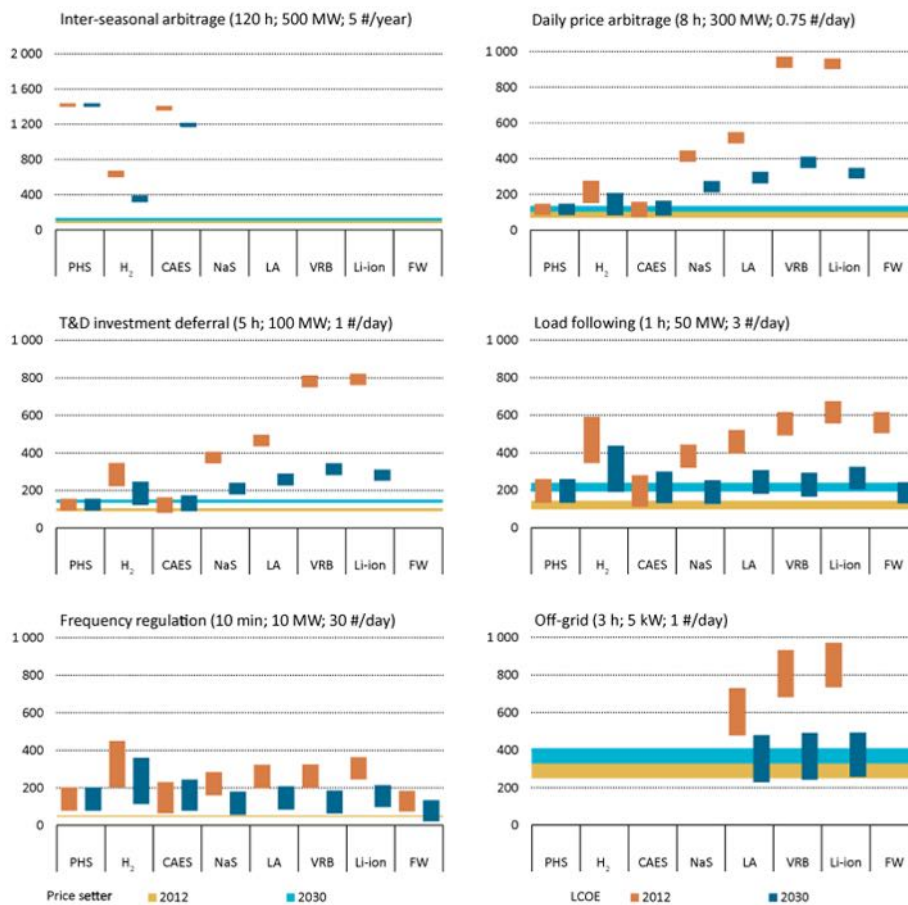 Inter-seasonal arbitrage (120 h; 500 MW; 5 #/year)
2 000
1 600
1 200
800
400
0
PHS H₂ CAES NaS LA VRB Li-ion FW
Daily price arbitrage (8 h; 300 MW; 0.75 #/day)
1 000
800
600
400
200
0
PHS H₂ CAES NaS LA VRB Li-ion FW
T&D investment deferral (5 h; 100 MW; 1 #/day)
1 000
800
600
400
200
0
PHS H₂ CAES NaS LA VRB Li-ion FW
Load following (1 h; 50 MW; 3 #/day)
1 000
800
600
400
200
0
PHS H₂ CAES NaS LA VRB Li-ion FW
Frequency regulation (10 min; 10 MW; 30 #/day)
1 000
800
600
400
200
0
PHS H₂ CAES NaS LA VRB Li-ion FW
Off-grid (3 h; 5 kW; 1 #/day)
1 000
800
600
400
200
0
PHS H₂ CAES NaS LA VRB Li-ion FW
Price setter 2012 2030 LCOE 2012 2030